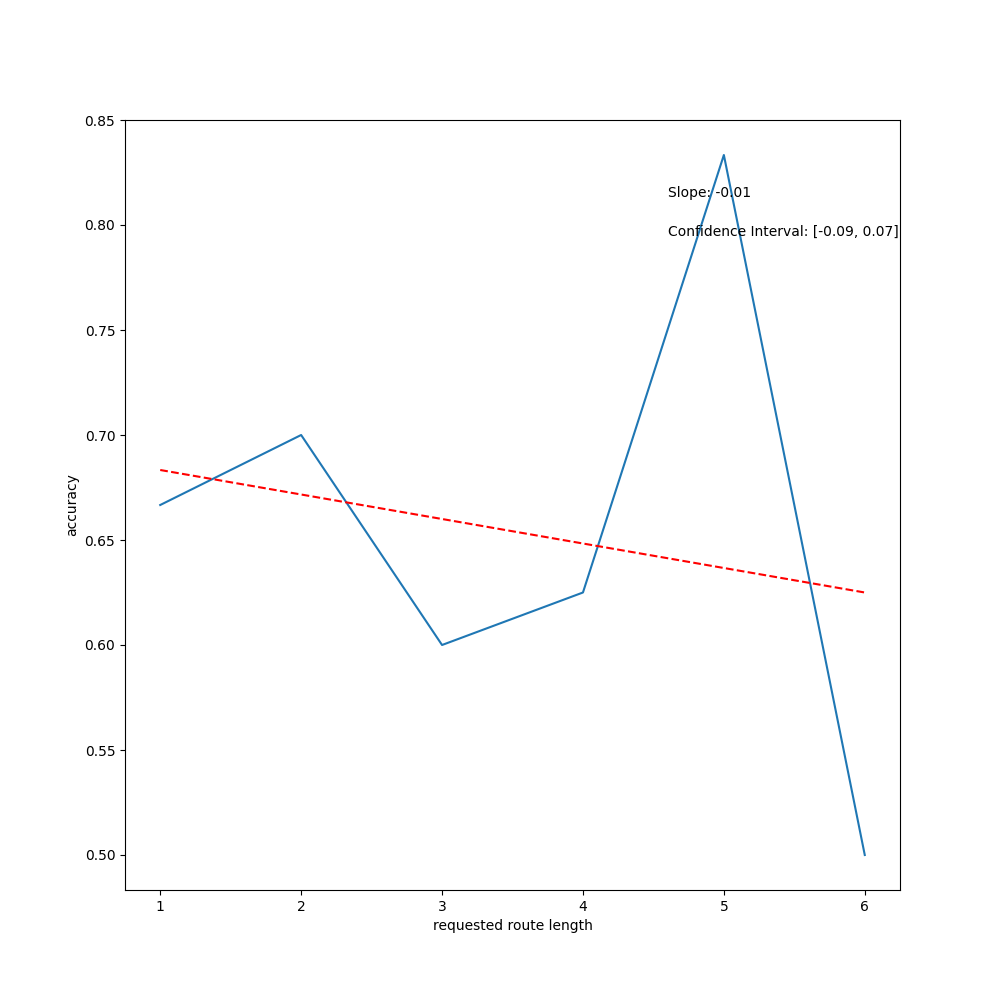 0.85
Slope: -0.01
0.80
Confidence Interval: [-0.09, 0.07]
0.75
0.70
0.65
accuracy
0.60
0.55
0.50
1 2 3 4 5 6
requested route length